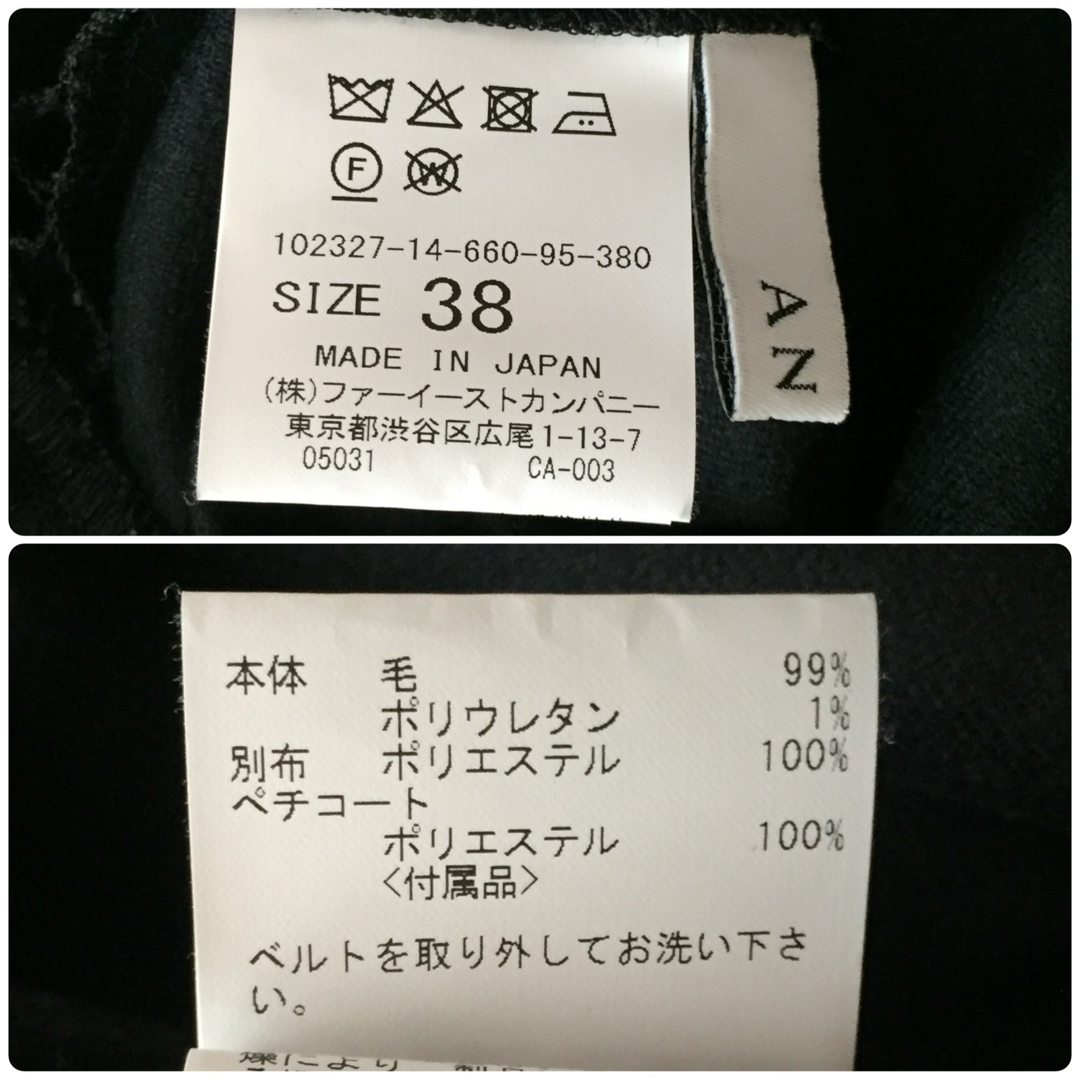 F
W
102327-14-660-95-380
SIZE 38
MADE IN JAPAN
(株)ファーイーストカンパニー
東京都渋谷区広尾1-13-7
05031 CA-003
AN
本体 毛 99%
ポリウレタン 1%
別布 ポリエステル 100%
ペチコート
ポリエステル 100%
<付属品>
ベルトを取り外してお洗い下さ
い。